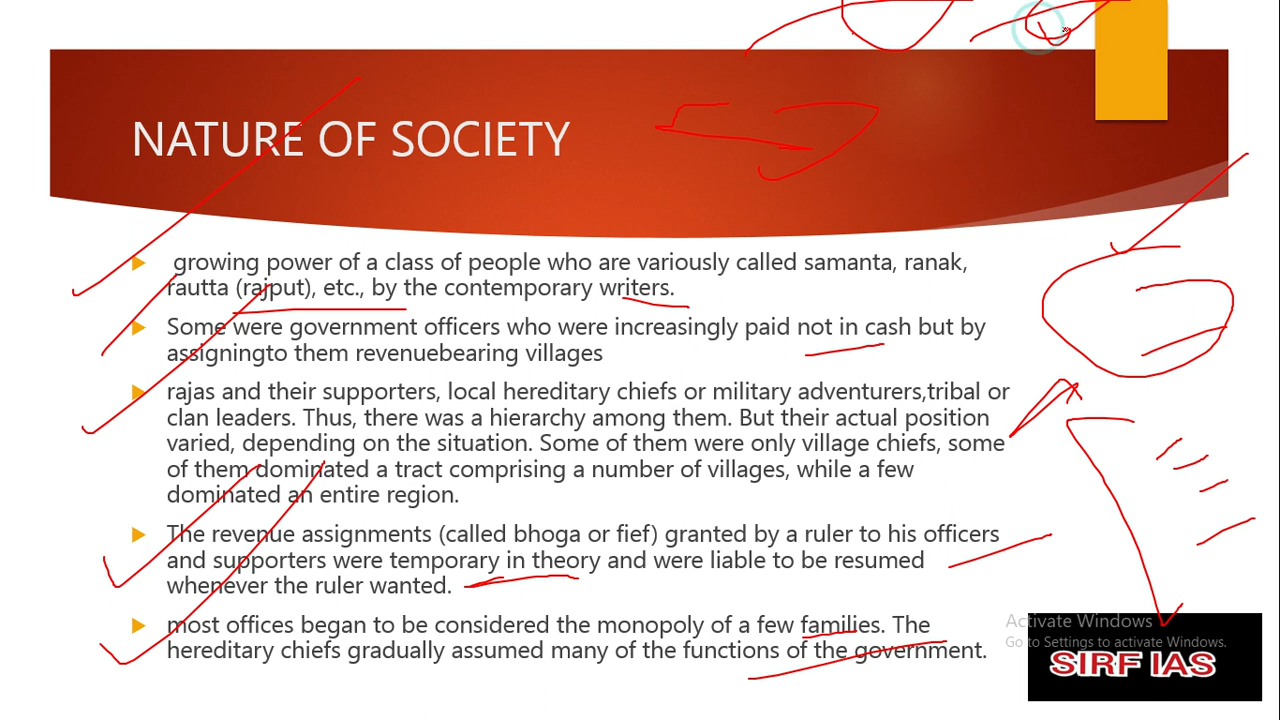 NATURE OF SOCIETY
growing power of a class of people who are variously called samanta, ranak,
rautta (rajput), etc., by the contemporary writers.
Some were government officers who were increasingly paid not in cash but by
assigningto them revenuebearing villages
rajas and their supporters, local hereditary chiefs or military adventurers,tribal or
clan leaders. Thus, there was a hierarchy among them. But their actual position
varied, depending on the situation. Some of them were only village chiefs, some
of them dominated a tract comprising a number of villages, while a few
dominated an entire region.
The revenue assignments (called bhoga or fief) granted by a ruler to his officers
and supporters were temporary in theory and were liable to be resumed
whenever the ruler wanted.
most offices began to be considered the monopoly of a few families. The
hereditary chiefs gradually assumed many of the functions of the government.
Activate Windows
Go to Settings to activate Windows.
SIRF IAS